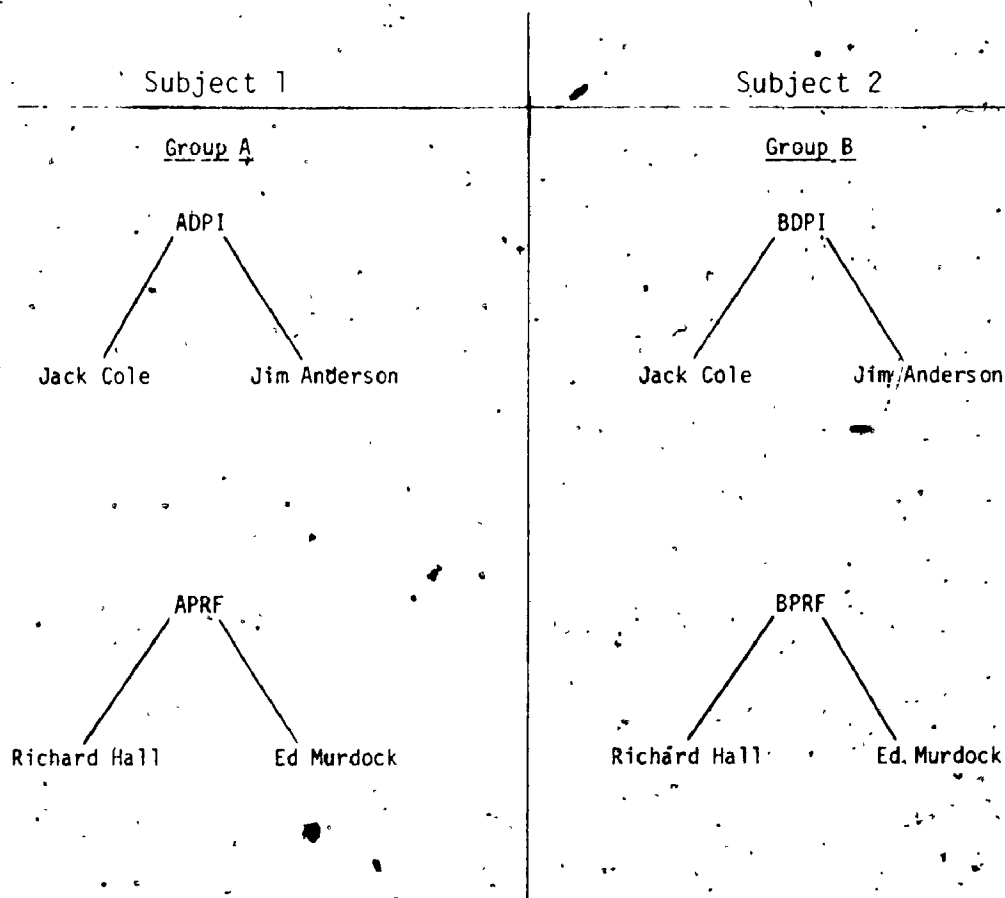 Subject 1
Group A
ADPI
Jack Cole Jim Anderson
APRF
Richard Hall Ed Murdock
Subject 2
Group B
BDPI
Jack Cole Jim Anderson
BPRF
Richard Hall Ed Murdock